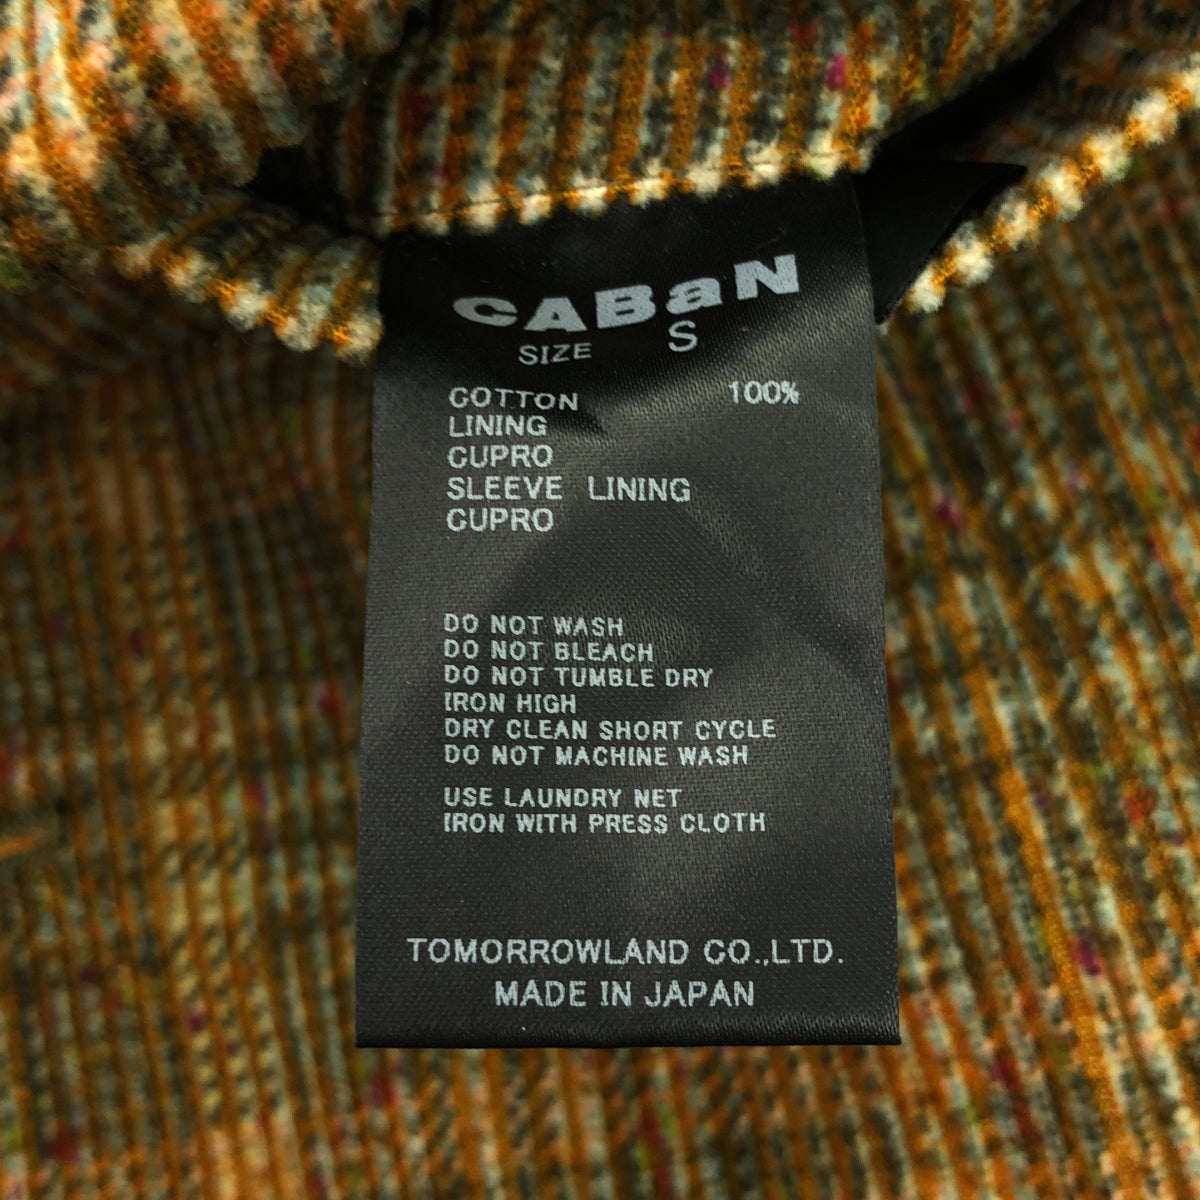 CABaN
SIZE S
COTTON 100%
LINING
CUPRO
SLEEVE LINING
CUPRO
DO NOT WASH
DO NOT BLEACH
DO NOT TUMBLE DRY
IRON HIGH
DRY CLEAN SHORT CYCLE
DO NOT MACHINE WASH
USE LAUNDRY NET
IRON WITH PRESS CLOTH
TOMORROWLAND CO.,LTD.
MADE IN JAPAN